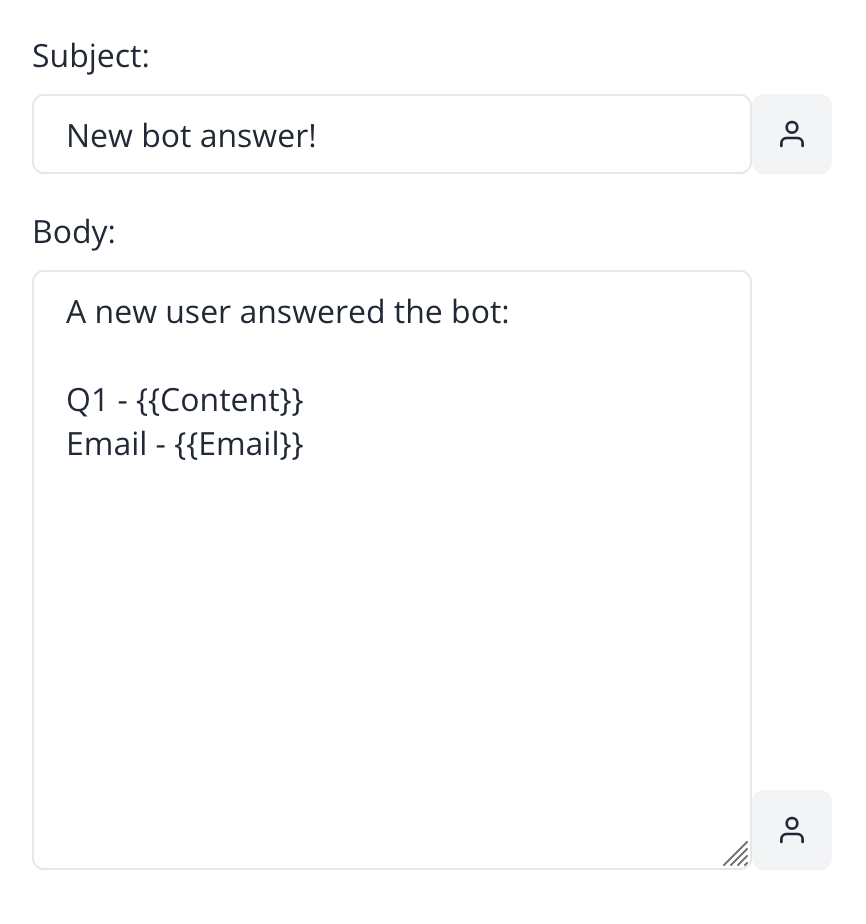 Subject:
New bot answer!
Body:
A new user answered the bot:
Q1 - {{Content}}
Email - {{Email}}